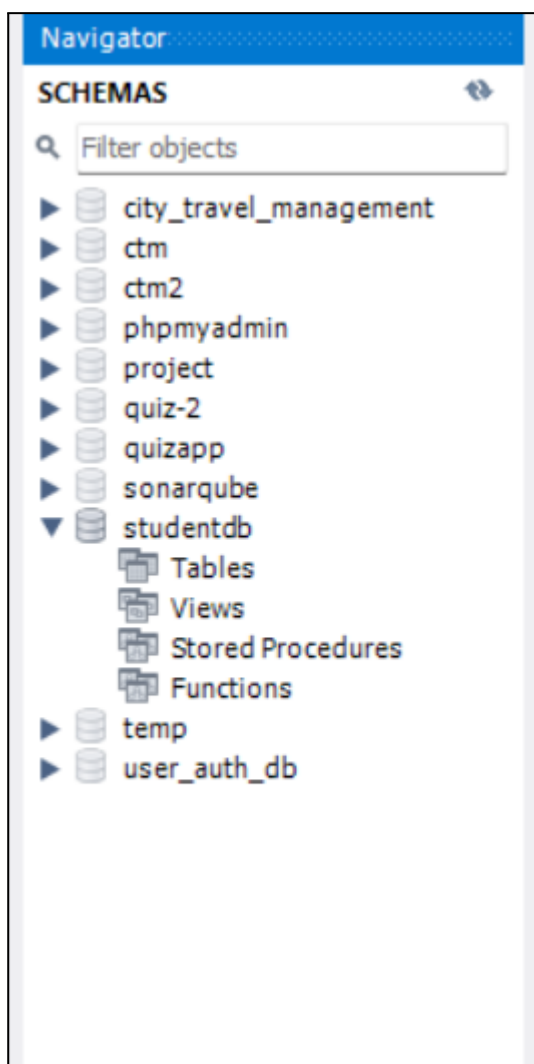 Navigator
SCHEMAS
Filter objects
city_travel_management
ctm
ctm2
phpmyadmin
project
quiz-2
quizapp
sonarqube
studentdb
Tables
Views
Stored Procedures
Functions
temp
user_auth_db